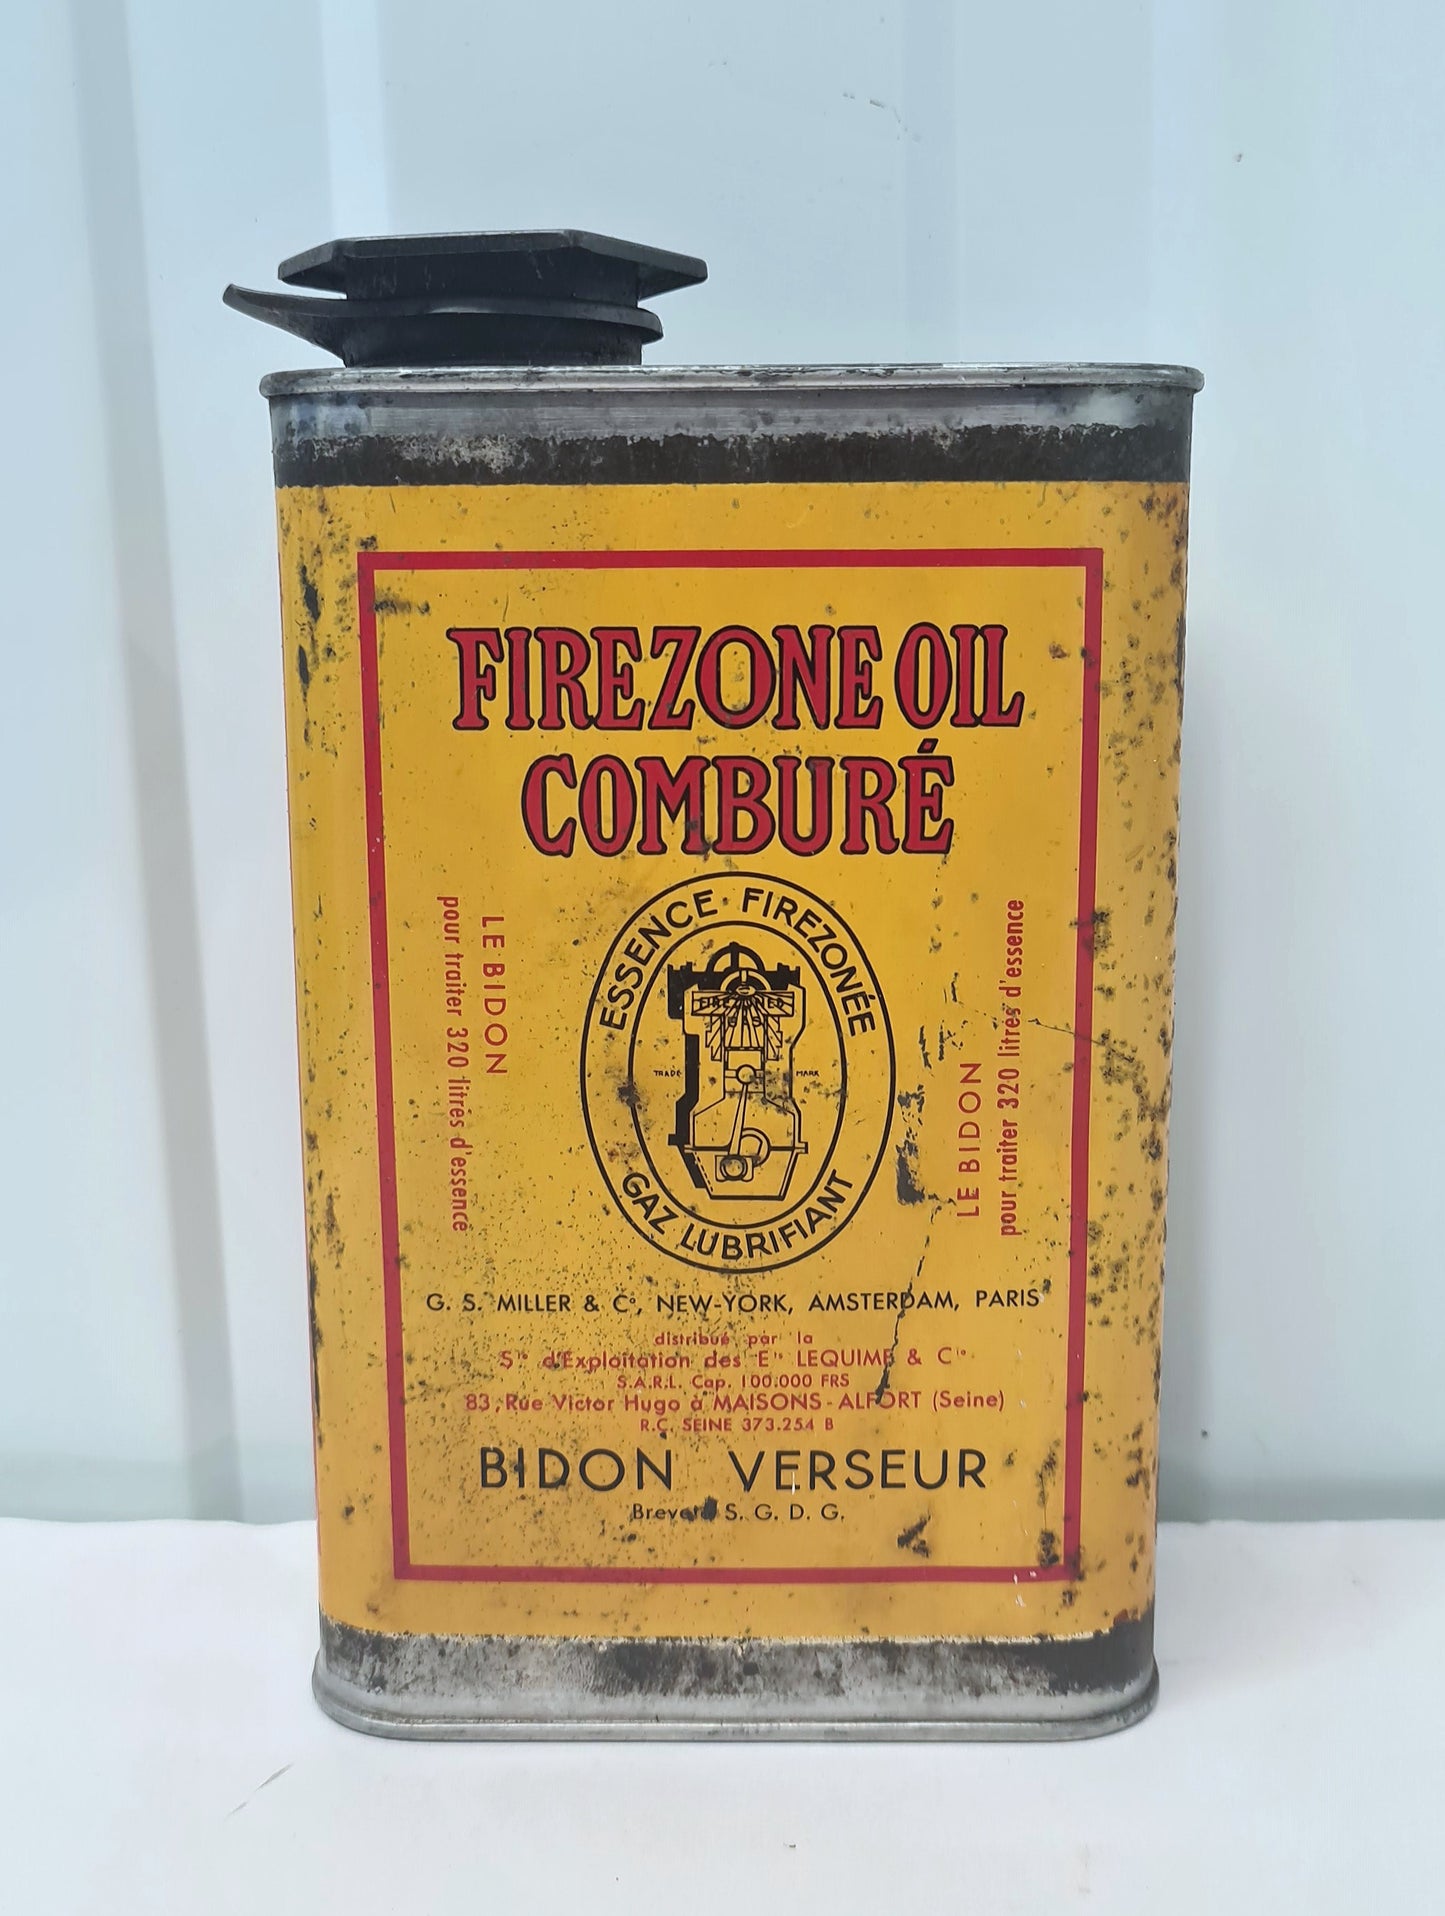 FIREZONE OIL
COMBURÉ
ESSENCE FIREZONÉE
FIREZONED
GAS
TRADE MARK
GAZ LUBRIFIANT
LE BIDON
pour traiter 320 litres d'essence
LE BIDON
pour traiter 320 litres d'essence
G. S. MILLER & Cº, NEW-YORK, AMSTERDAM, PARIS
distribué par la
Sté d'Exploitation des Ets LEQUIME & Cie
S.A.R.L. Cap. 100.000 FRS
83, Rue Victor Hugo à MAISONS-ALFORT (Seine)
R.C. SEINE 373.254 B
BIDON VERSEUR
Breveté S. G. D. G.